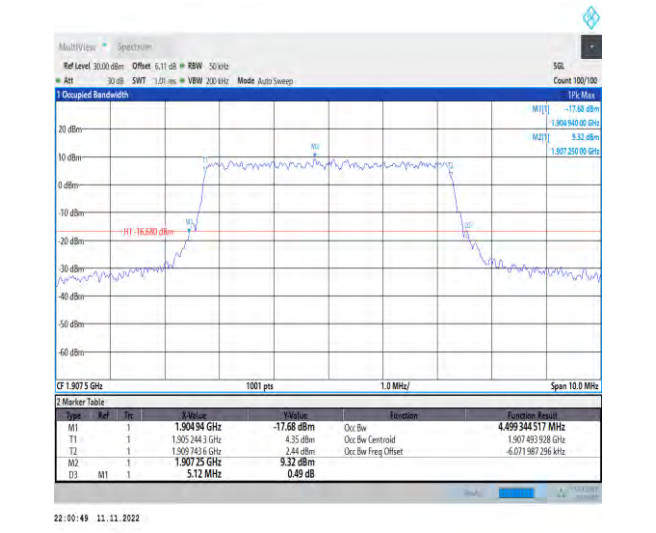 MultiView Spectrum
Ref Level 30.00 dBm Offset 6.11 dB RBW 50 kHz SGL
Att 30 dB SWT 1.01 ms VBW 200 kHz Mode Auto Sweep Count 100/100
1 Occupied Bandwidth 1Pk Max
M1[1] -17.68 dBm
1.904 940 00 GHz
M2[1] 9.32 dBm
1.907 250 00 GHz
20 dBm
M2
10 dBm
T1 T2
0 dBm
-10 dBm
M1 D3
H1 -16.680 dBm
-20 dBm
-30 dBm
-40 dBm
-50 dBm
-60 dBm
CF 1.907 5 GHz 1001 pts 1.0 MHz/ Span 10.0 MHz
2 Marker Table
Type Ref Trc X-Value Y-Value Function Function Result
M1 1 1.904 94 GHz -17.68 dBm Occ Bw 4.499 344 517 MHz
T1 1 1.905 244 3 GHz 4.35 dBm Occ Bw Centroid 1.907 493 928 GHz
T2 1 1.909 743 6 GHz 2.44 dBm Occ Bw Freq Offset -6.071 987 296 kHz
M2 1 1.907 25 GHz 9.32 dBm
D3 M1 1 5.12 MHz 0.49 dB
22:00:49 11.11.2022